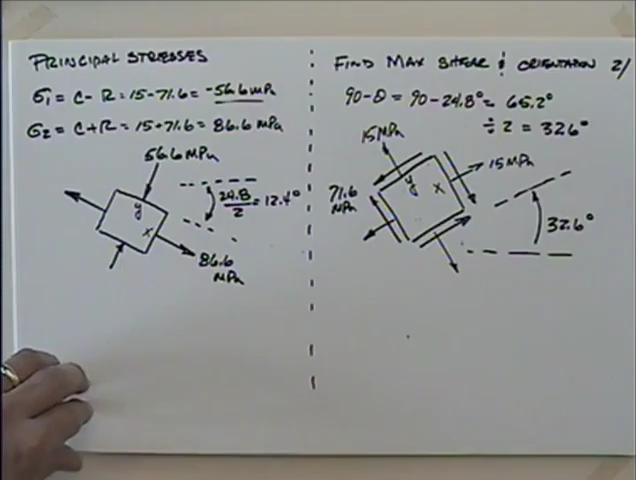 PRINCIPAL STRESSES
σ₁ = C - R = 15 - 71.6 = -56.6 MPa
σ₂ = C + R = 15 + 71.6 = 86.6 MPa
56.6 MPa
24.8/2 = 12.4°
y
x
86.6 MPa
FIND MAX SHEAR & ORIENTATION 2/
90 - θ = 90 - 24.8° = 65.2°
÷ 2 = 32.6°
15 MPa
15 MPa
y
x
71.6 MPa
32.6°